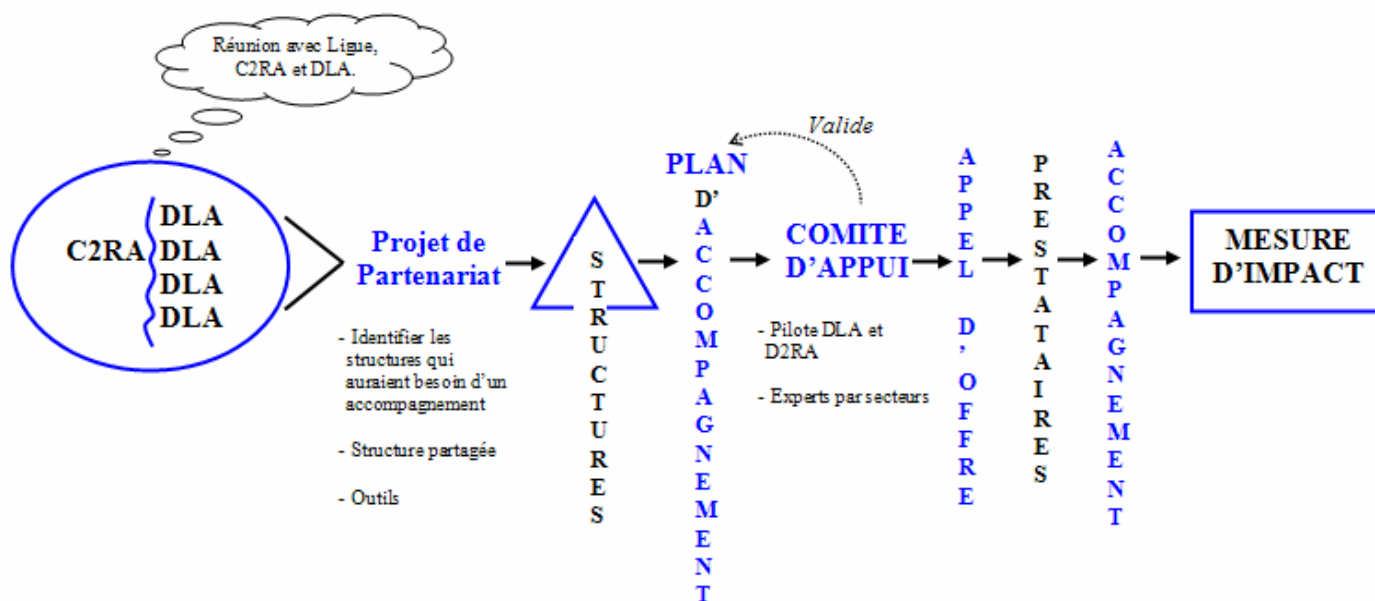 Réunion avec Ligue,
C2RA et DLA.
C2RA
DLA
DLA
DLA
DLA
Projet de
Partenariat
- Identifier les
structures qui
auraient besoin d'un
accompagnement
- Structure partagée
- Outils
STRUCTURES
PLAN
D'
ACCOMPAGNEMENT
Valide
COMITE
D'APPUI
- Pilote DLA et
D2RA
- Experts par secteurs
APPEL D'OFFRE
PRESTATAIRES
ACCOMPAGNEMENT
MESURE
D'IMPACT